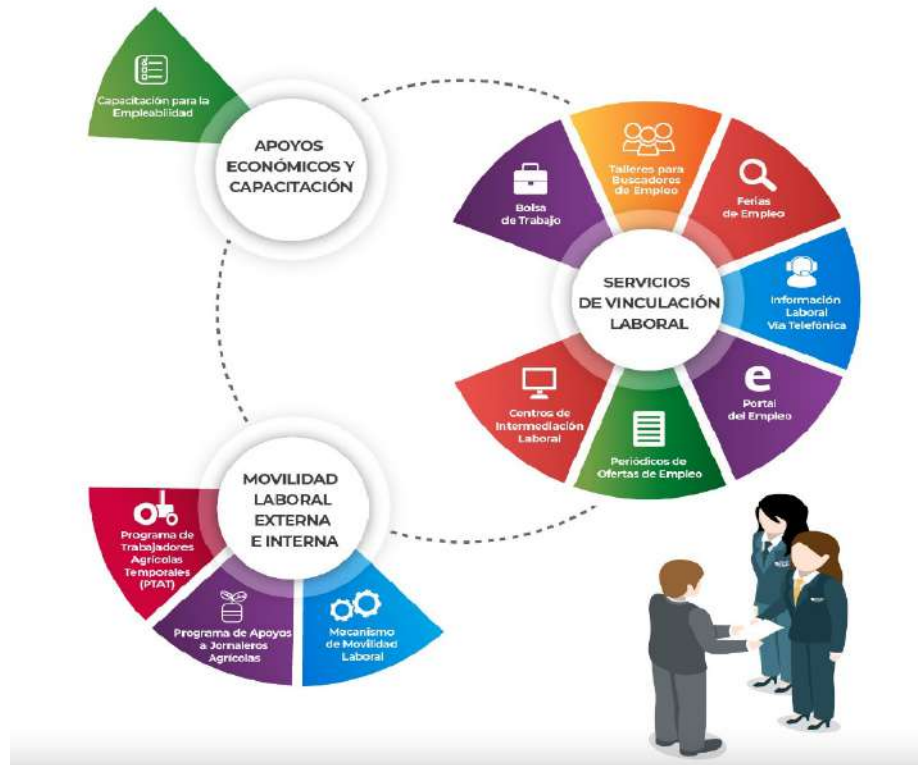 Capacitación para la
Empleabilidad
APOYOS
ECONÓMICOS Y
CAPACITACIÓN
Bolsa
de Trabajo
Talleres para
Buscadores
de Empleo
Ferias
de Empleo
Información
Laboral
Vía Telefónica
e
Portal
del Empleo
Periódicos de
Ofertas de Empleo
Centros de
Intermediación
Laboral
SERVICIOS
DE VINCULACIÓN
LABORAL
MOVILIDAD
LABORAL
EXTERNA
E INTERNA
Programa de
Trabajadores
Agrícolas
Temporales
(PTAT)
Programa de Apoyos
a Jornaleros
Agrícolas
Mecanismo
de Movilidad
Laboral